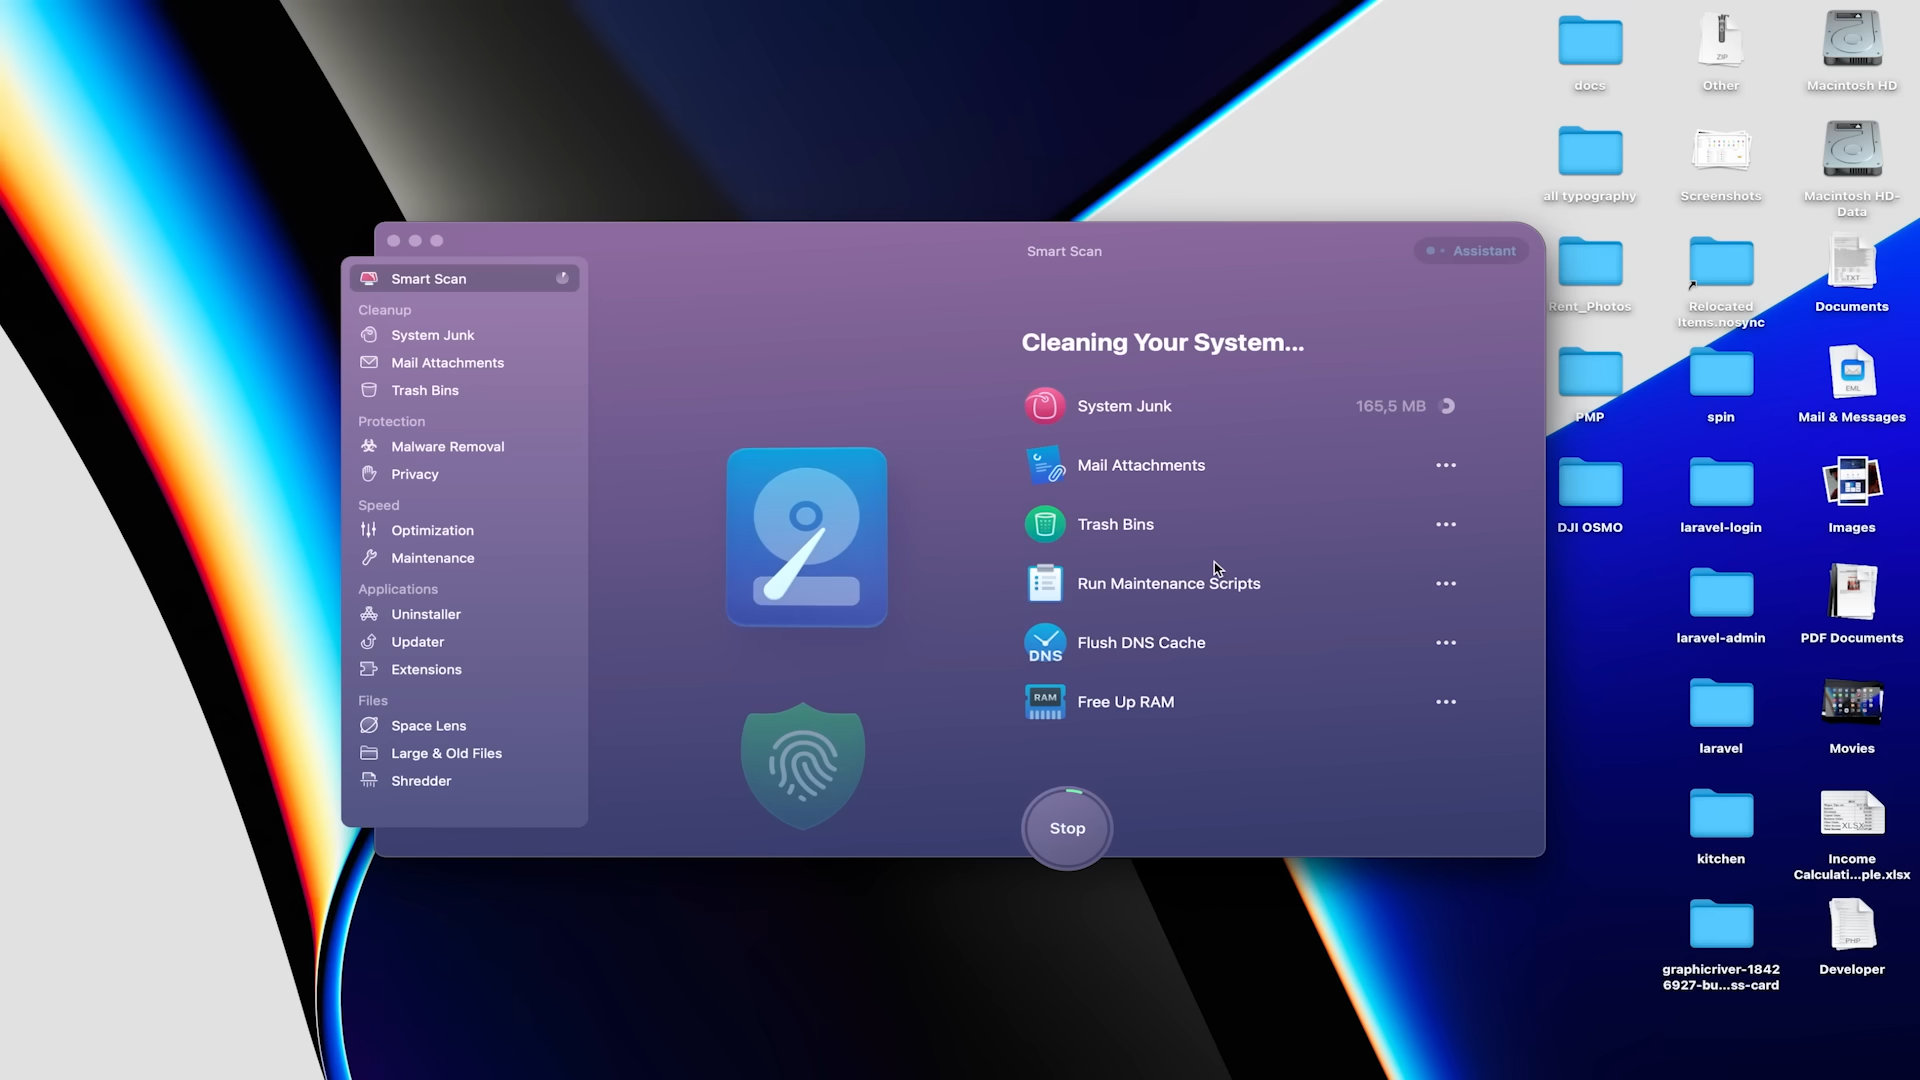 Smart Scan
Assistant
Smart Scan
Cleanup
System Junk
Mail Attachments
Trash Bins
Protection
Malware Removal
Privacy
Speed
Optimization
Maintenance
Applications
Uninstaller
Updater
Extensions
Files
Space Lens
Large & Old Files
Shredder
Cleaning Your System...
System Junk 165,5 MB
Mail Attachments
Trash Bins
Run Maintenance Scripts
DNS
Flush DNS Cache
RAM
Free Up RAM
Stop
docs
ZIP
Other
Macintosh HD
all typography
Screenshots
Macintosh HD-
Data
Rent_Photos
Relocated
Items.nosync
TXT
Documents
PMP
spin
EML
Mail & Messages
DJI OSMO
laravel-login
Images
laravel-admin
PDF Documents
laravel
Movies
kitchen
XLSX
Income
Calculati...ple.xlsx
graphicriver-1842
6927-bu...ss-card
PHP
Developer